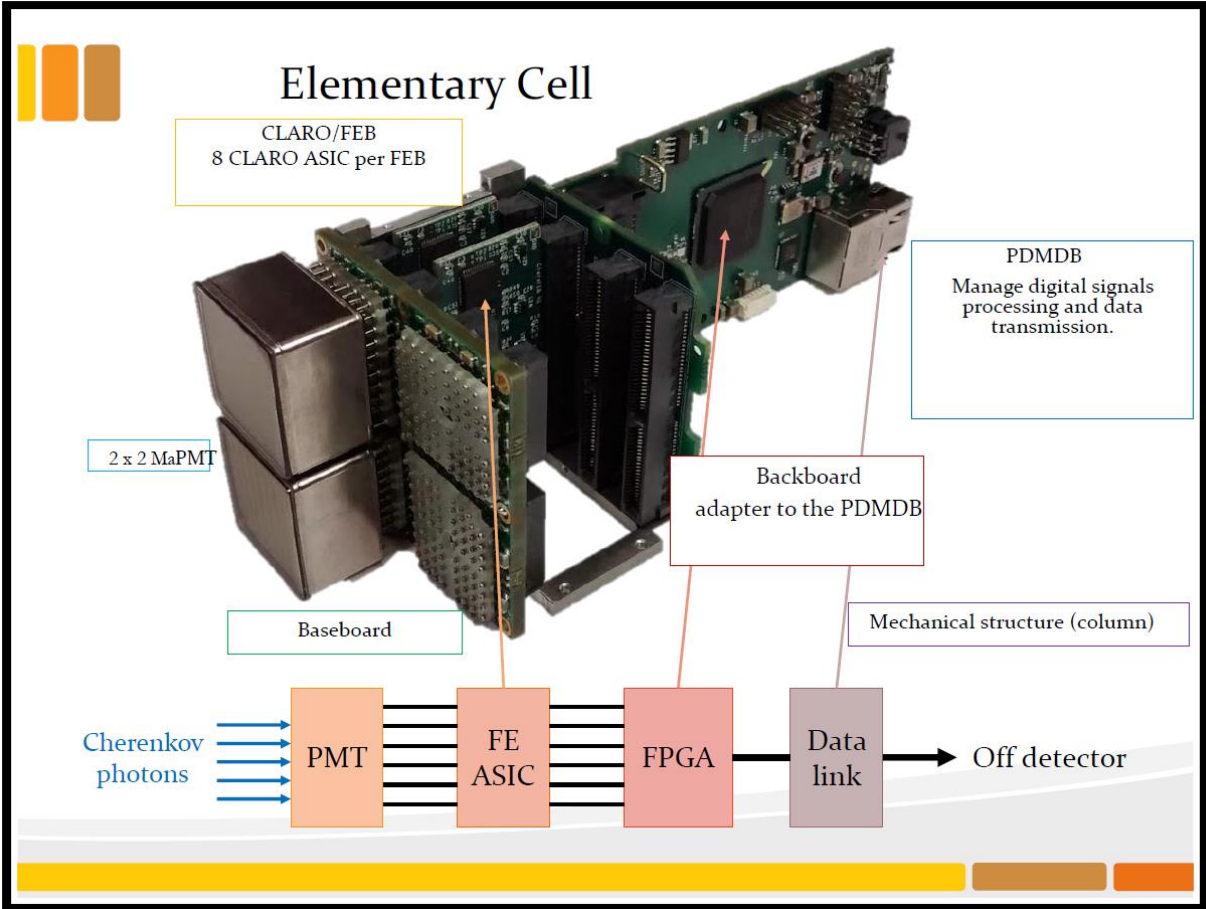 Elementary Cell
CLARO/FEB
8 CLARO ASIC per FEB
PDMDB
Manage digital signals
processing and data
transmission.
2 x 2 MaPMT
Backboard
adapter to the PDMDB
Baseboard
Mechanical structure (column)
Cherenkov
photons
PMT
FE
ASIC
FPGA
Data
link
Off detector